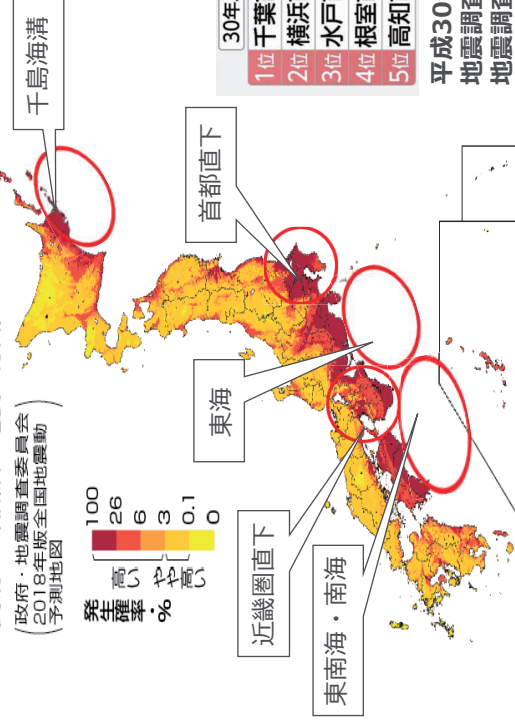 (政府・地震調査委員会
2018年版全国地震動
予測地図)
発生確率・%
100
26
6
3
0.1
0
高い
やや高い
千島海溝
首都直下
東海
近畿圏直下
東南海・南海
30年
1位 千葉
2位 横浜
3位 水戸
4位 根室
5位 高知
平成30
地震調査
地震調査